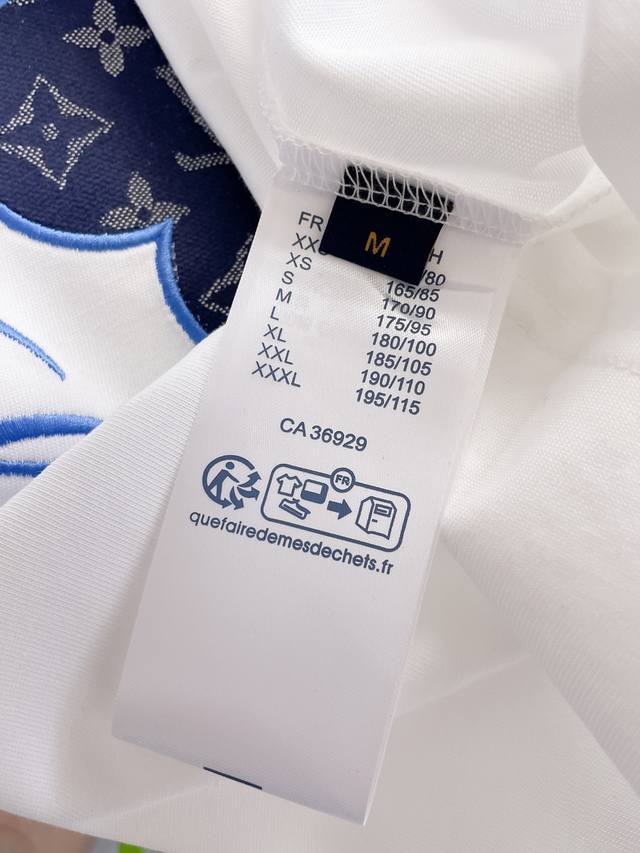 M
FR H
XXS /80
XS 165/85
S 170/90
M 175/95
L 180/100
XL 185/105
XXL 190/110
XXXL 195/115
CA 36929
FR
quefairedemesdechets.fr